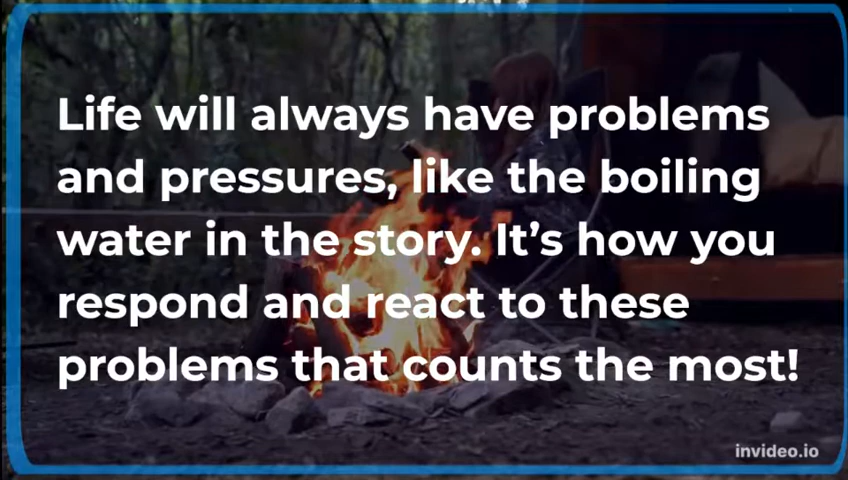 Life will always have problems
and pressures, like the boiling
water in the story. It’s how you
respond and react to these
problems that counts the most!
invideo.io